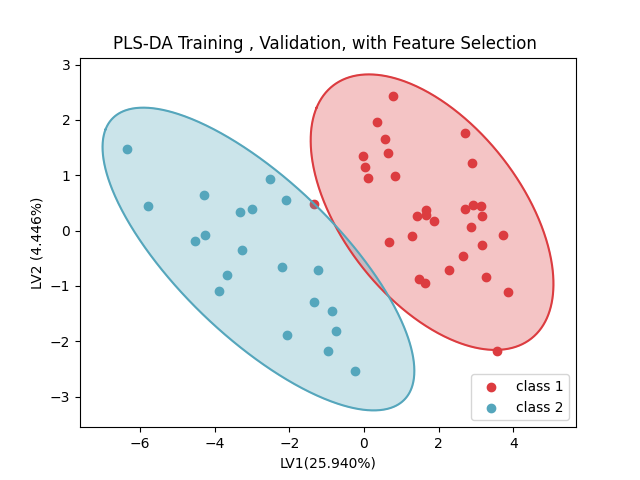 PLS-DA Training , Validation, with Feature Selection
3
2
1
0
−1
−2
−3
LV2 (4.446%)
−6
−4
−2
0
2
4
LV1(25.940%)
class 1
class 2